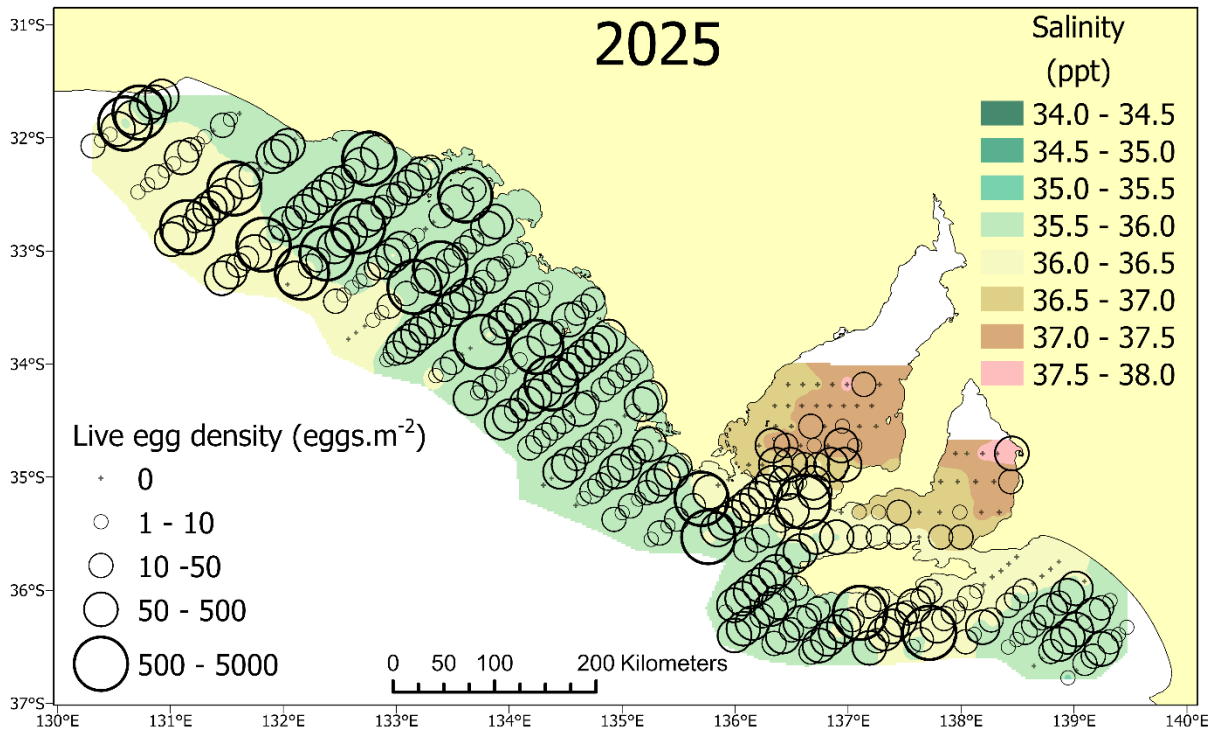 2025
Salinity
(ppt)
34.0 - 34.5
34.5 - 35.0
35.0 - 35.5
35.5 - 36.0
36.0 - 36.5
36.5 - 37.0
37.0 - 37.5
37.5 - 38.0
31°S
32°S
33°S
34°S
35°S
36°S
37°S
Live egg density (eggs.m⁻²)
0
1 - 10
10 -50
50 - 500
500 - 5000
0 50 100 200 Kilometers
130°E 131°E 132°E 133°E 134°E 135°E 136°E 137°E 138°E 139°E 140°E